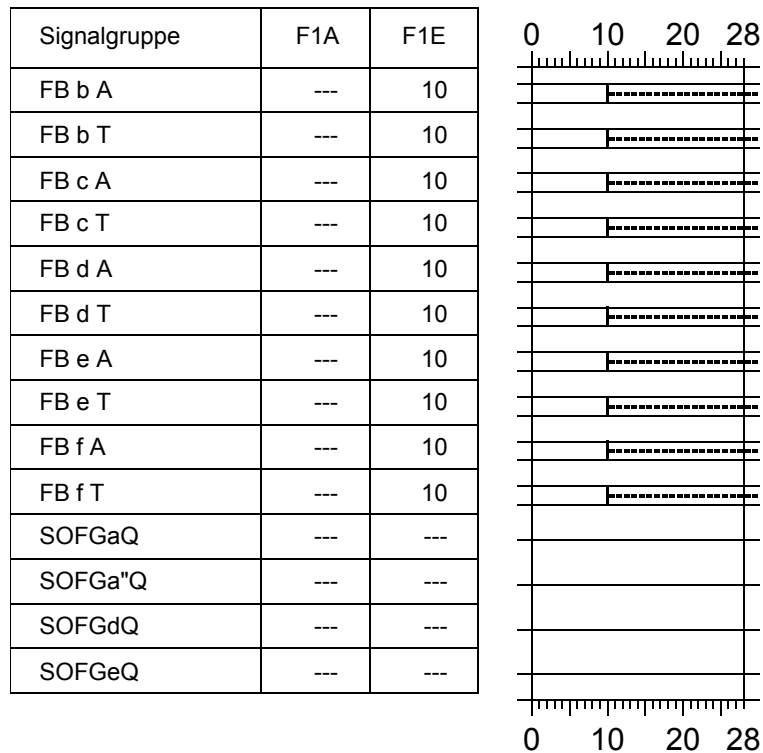 Signalgruppe F1A F1E 0 10 20 28
FB b A --- 10
FB b T --- 10
FB c A --- 10
FB c T --- 10
FB d A --- 10
FB d T --- 10
FB e A --- 10
FB e T --- 10
FB f A --- 10
FB f T --- 10
SOFGaQ --- ---
SOFGa"Q --- ---
SOFGdQ --- ---
SOFGeQ --- ---
0 10 20 28